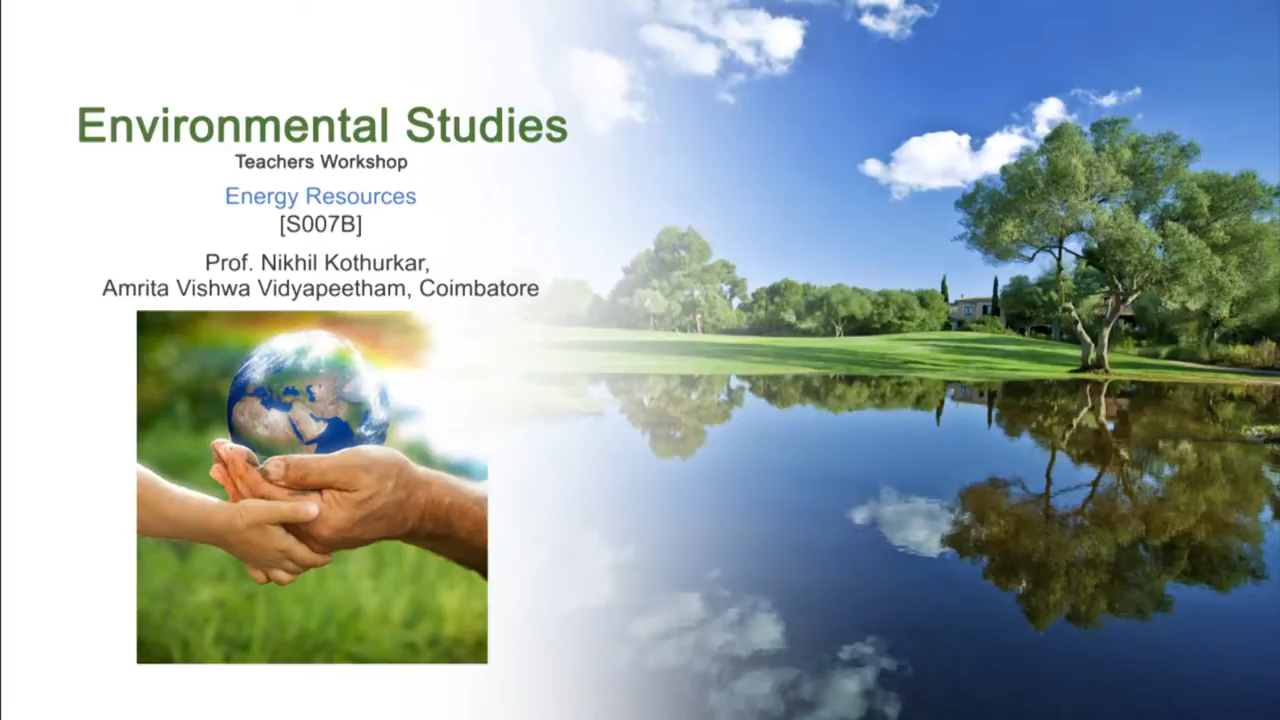 Environmental Studies
Teachers Workshop
Energy Resources
[S007B]
Prof. Nikhil Kothurkar,
Amrita Vishwa Vidyapeetham, Coimbatore